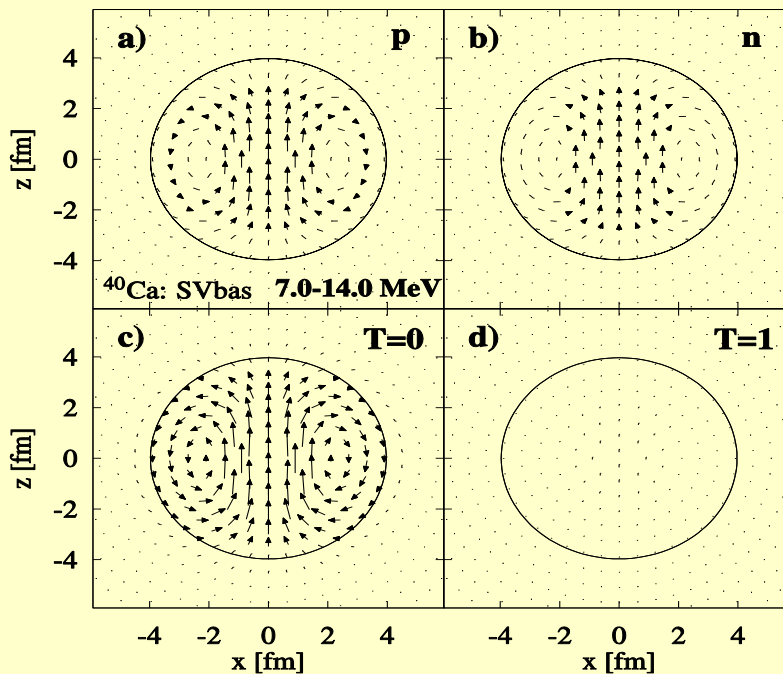 a) p b) n
4
2
z [fm] 0
-2
-4
⁴⁰Ca: SVbas 7.0-14.0 MeV
c) T=0 d) T=1
4
2
z [fm] 0
-2
-4
-4 -2 0 2 4 -4 -2 0 2 4
x [fm] x [fm]